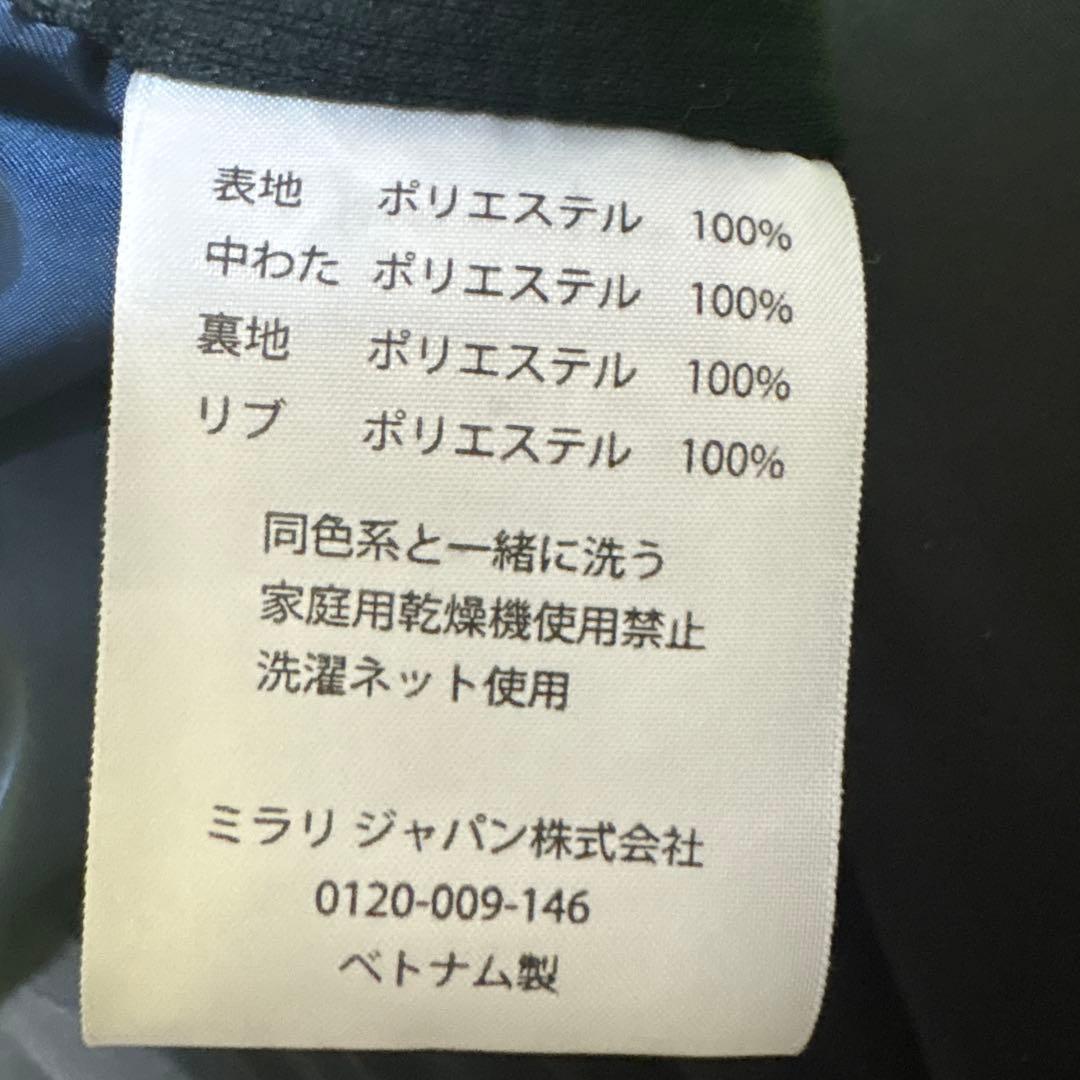 表地 ポリエステル 100%
中わた ポリエステル 100%
裏地 ポリエステル 100%
リブ ポリエステル 100%
同色系と一緒に洗う
家庭用乾燥機使用禁止
洗濯ネット使用
ミラリ ジャパン株式会社
0120-009-146
ベトナム製